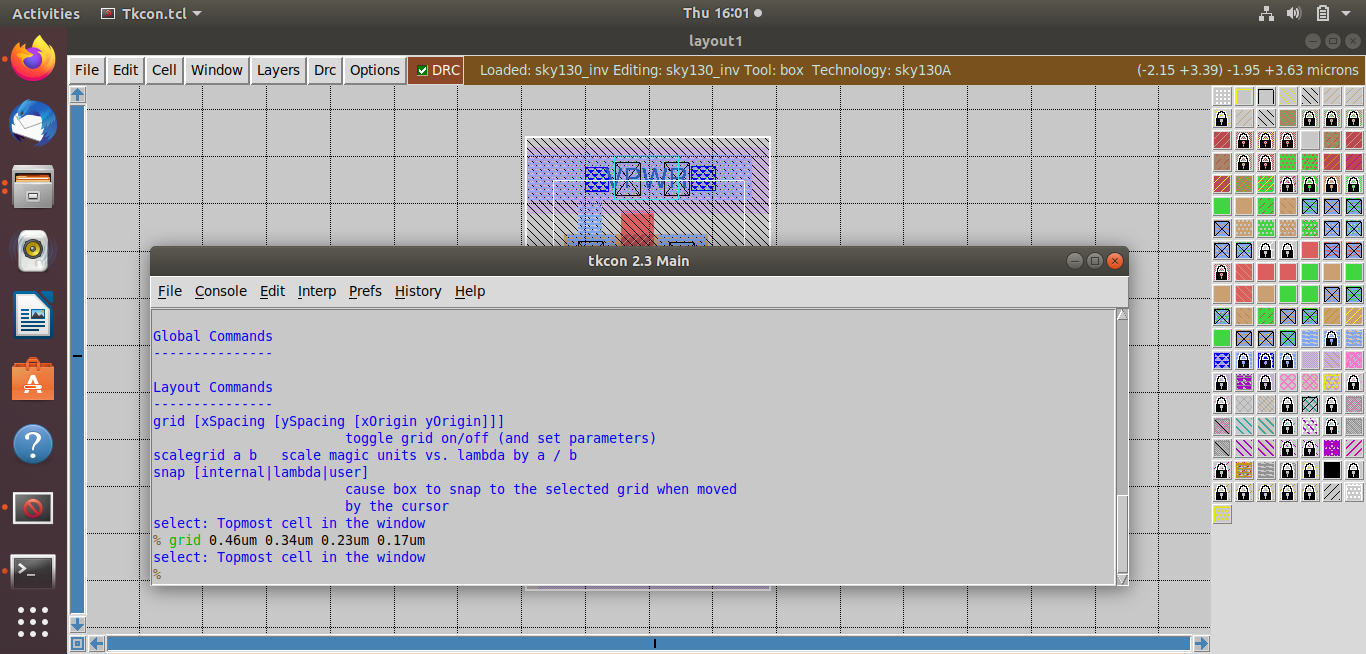 Activities Tkcon.tcl Thu 16:01
layout1
File Edit Cell Window Layers Drc Options DRC Loaded: sky130_inv Editing: sky130_inv Tool: box Technology: sky130A (-2.15 +3.39) -1.95 +3.63 microns
VPWR
tkcon 2.3 Main
File Console Edit Interp Prefs History Help
Global Commands
---------------
Layout Commands
---------------
grid [xSpacing [ySpacing [xOrigin yOrigin]]]
toggle grid on/off (and set parameters)
scalegrid a b scale magic units vs. lambda by a / b
snap [internal|lambda|user]
cause box to snap to the selected grid when moved
by the cursor
select: Topmost cell in the window
% grid 0.46um 0.34um 0.23um 0.17um
select: Topmost cell in the window
%